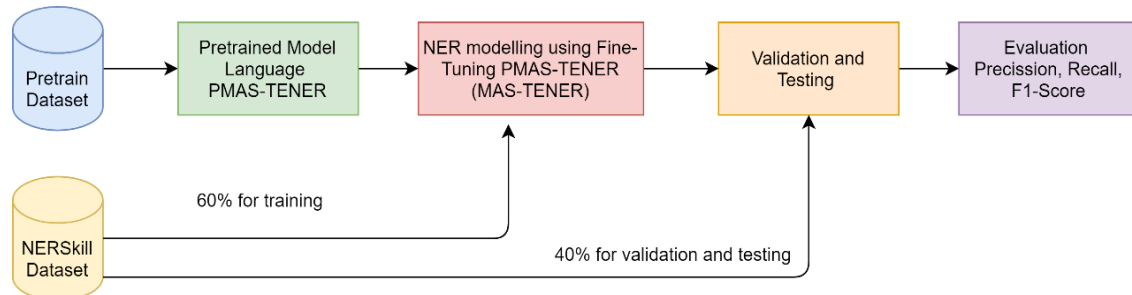 Pretrain
Dataset
Pretrained Model
Language
PMAS-TENER
NER modelling using Fine-
Tuning PMAS-TENER
(MAS-TENER)
Validation and
Testing
Evaluation
Precission, Recall,
F1-Score
60% for training
NERSkill
Dataset
40% for validation and testing